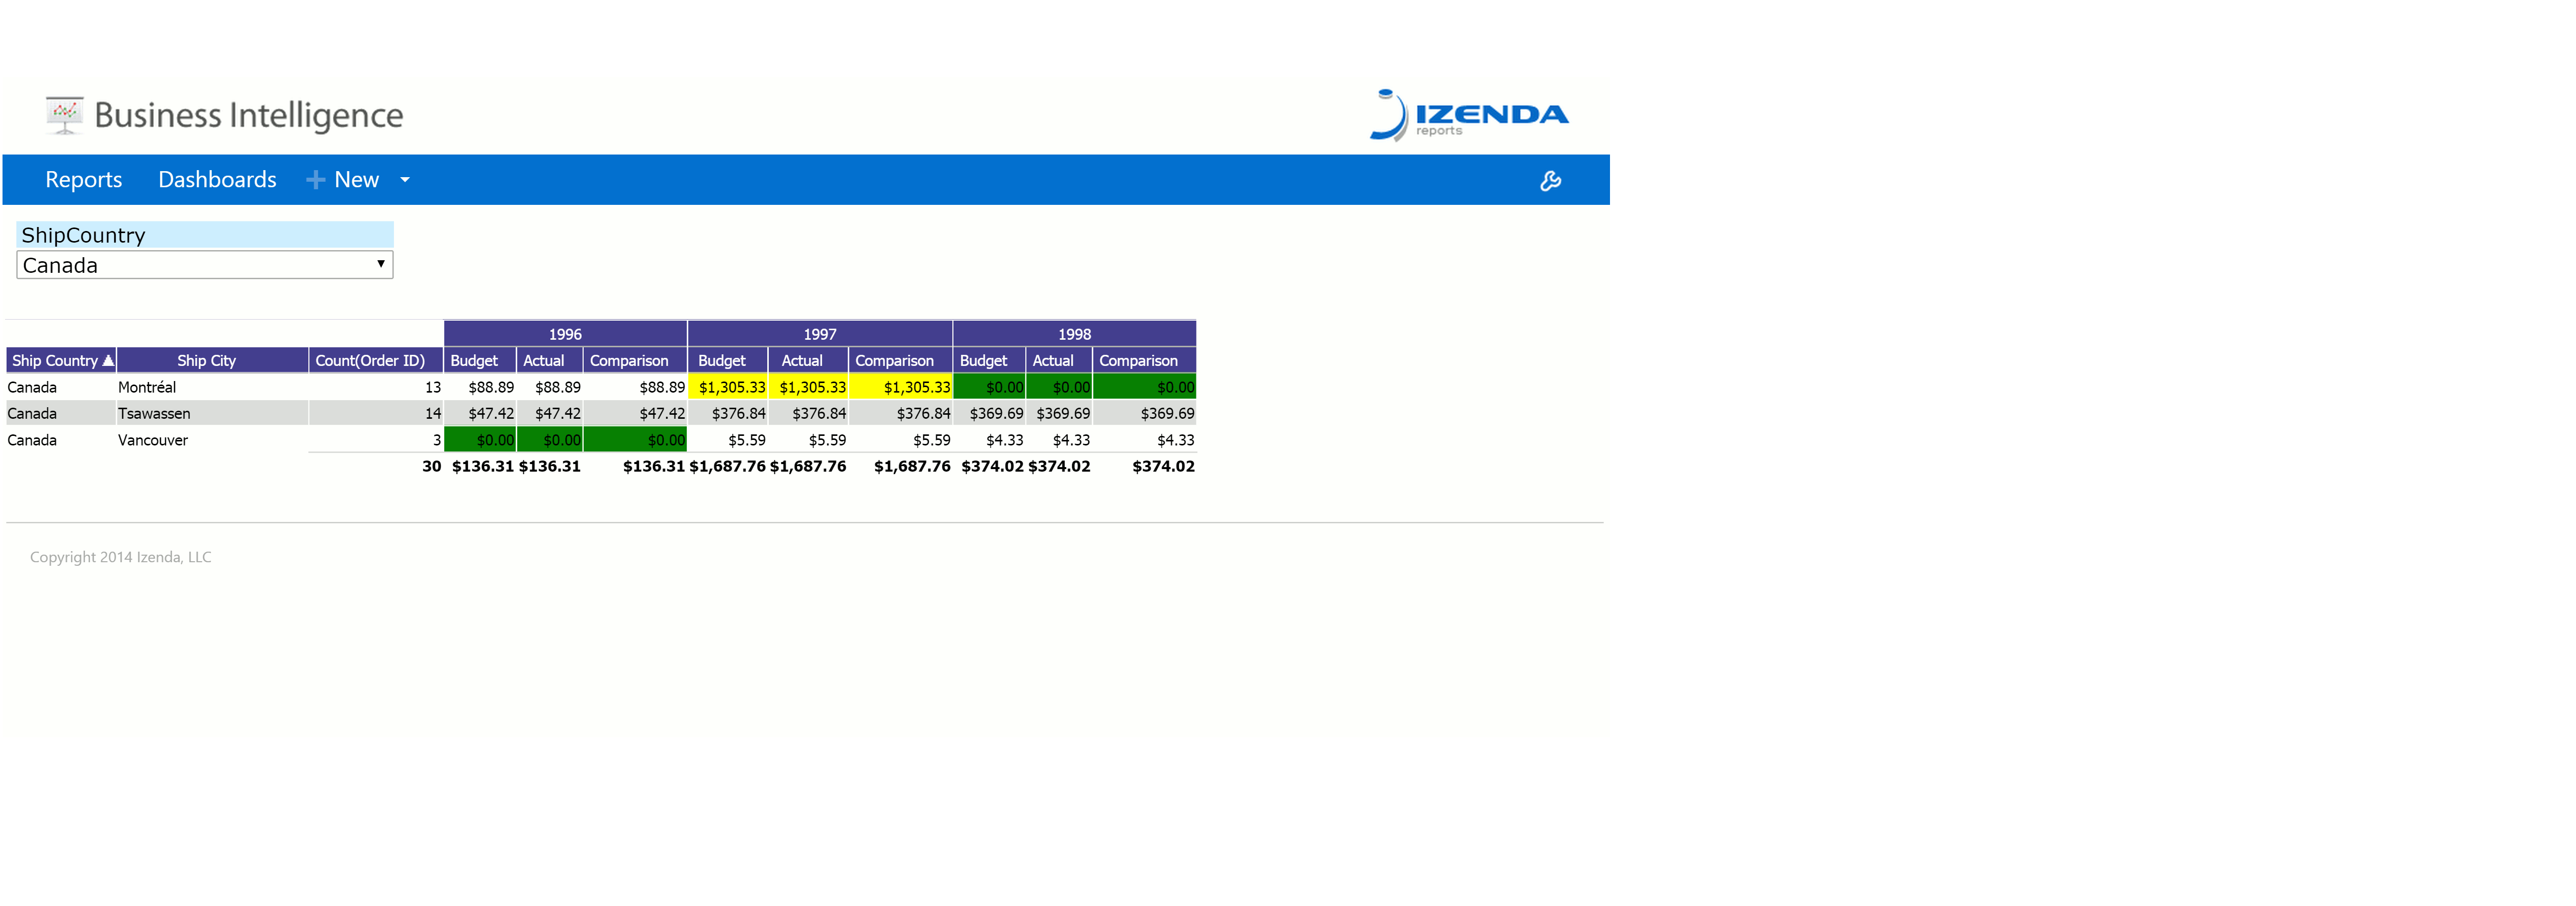 Business Intelligence
IZENDA
reports
Reports Dashboards New
ShipCountry
Canada
1996 1997 1998
Ship Country Ship City Count(Order ID) Budget Actual Comparison Budget Actual Comparison Budget Actual Comparison
Canada Montréal 13 $88.89 $88.89 $88.89 $1,305.33 $1,305.33 $1,305.33 $0.00 $0.00 $0.00
Canada Tsawassen 14 $47.42 $47.42 $47.42 $376.84 $376.84 $376.84 $369.69 $369.69 $369.69
Canada Vancouver 3 $0.00 $0.00 $0.00 $5.59 $5.59 $5.59 $4.33 $4.33 $4.33
30 $136.31 $136.31 $136.31 $1,687.76 $1,687.76 $1,687.76 $374.02 $374.02 $374.02
Copyright 2014 Izenda, LLC